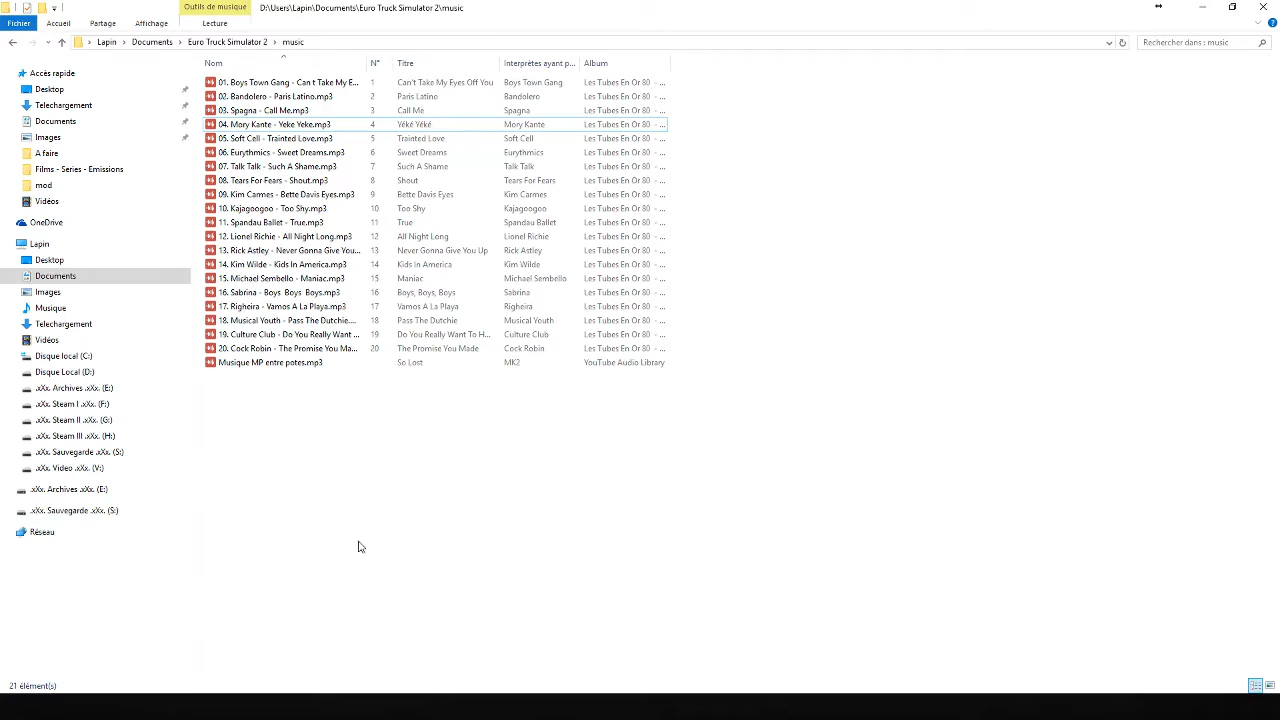 Outils de musique
D:\Users\Lapin\Documents\Euro Truck Simulator 2\music
Fichier Accueil Partage Affichage Lecture
Lapin Documents Euro Truck Simulator 2 music
Rechercher dans : music
Nom N° Titre Interprètes ayant p... Album
01. Boys Town Gang - Can t Take My E... 1 Can't Take My Eyes Off You Boys Town Gang Les Tubes En Or 80 - ...
02. Bandolero - Paris Latino.mp3 2 Paris Latino Bandolero Les Tubes En Or 80 - ...
03. Spagna - Call Me.mp3 3 Call Me Spagna Les Tubes En Or 80 - ...
04. Mory Kante - Yeke Yeke.mp3 4 Yéké Yéké Mory Kante Les Tubes En Or 80 - ...
05. Soft Cell - Trainted Love.mp3 5 Trainted Love Soft Cell Les Tubes En Or 80 - ...
06. Eurythmics - Sweet Dreams.mp3 6 Sweet Dreams Eurythmics Les Tubes En Or 80 - ...
07. Talk Talk - Such A Shame.mp3 7 Such A Shame Talk Talk Les Tubes En Or 80 - ...
08. Tears For Fears - Shout.mp3 8 Shout Tears For Fears Les Tubes En Or 80 - ...
09. Kim Carmes - Bette Davis Eyes.mp3 9 Bette Davis Eyes Kim Carmes Les Tubes En Or 80 - ...
10. Kajagoogoo - Too Shy.mp3 10 Too Shy Kajagoogoo Les Tubes En Or 80 - ...
11. Spandau Ballet - True.mp3 11 True Spandau Ballet Les Tubes En Or 80 - ...
12. Lionel Richie - All Night Long.mp3 12 All Night Long Lionel Richie Les Tubes En Or 80 - ...
13. Rick Astley - Never Gonna Give You... 13 Never Gonna Give You Up Rick Astley Les Tubes En Or 80 - ...
14. Kim Wilde - Kids In America.mp3 14 Kids In America Kim Wilde Les Tubes En Or 80 - ...
15. Michael Sembello - Maniac.mp3 15 Maniac Michael Sembello Les Tubes En Or 80 - ...
16. Sabrina - Boys Boys Boys.mp3 16 Boys, Boys, Boys Sabrina Les Tubes En Or 80 - ...
17. Righeira - Vamos A La Playa.mp3 17 Vamos A La Playa Righeira Les Tubes En Or 80 - ...
18. Musical Youth - Pass The Dutchie.... 18 Pass The Dutchie Musical Youth Les Tubes En Or 80 - ...
19. Culture Club - Do You Really Want ... 19 Do You Really Want To H... Culture Club Les Tubes En Or 80 - ...
20. Cock Robin - The Promise You Ma... 20 The Promise You Made Cock Robin Les Tubes En Or 80 - ...
Musique MP entre potes.mp3 So Lost MK2 YouTube Audio Library
Accès rapide
Desktop
Telechargement
Documents
Images
A faire
Films - Series - Emissions
mod
Vidéos
OneDrive
Lapin
Desktop
Documents
Images
Musique
Telechargement
Vidéos
Disque local (C:)
Disque Local (D:)
.xXx. Archives .xXx. (E:)
.xXx. Steam I .xXx. (F:)
.xXx. Steam II .xXx. (G:)
.xXx. Steam III .xXx. (H:)
.xXx. Sauvegarde .xXx. (S:)
.xXx. Video .xXx. (V:)
.xXx. Archives .xXx. (E:)
.xXx. Sauvegarde .xXx. (S:)
Réseau
21 élément(s)